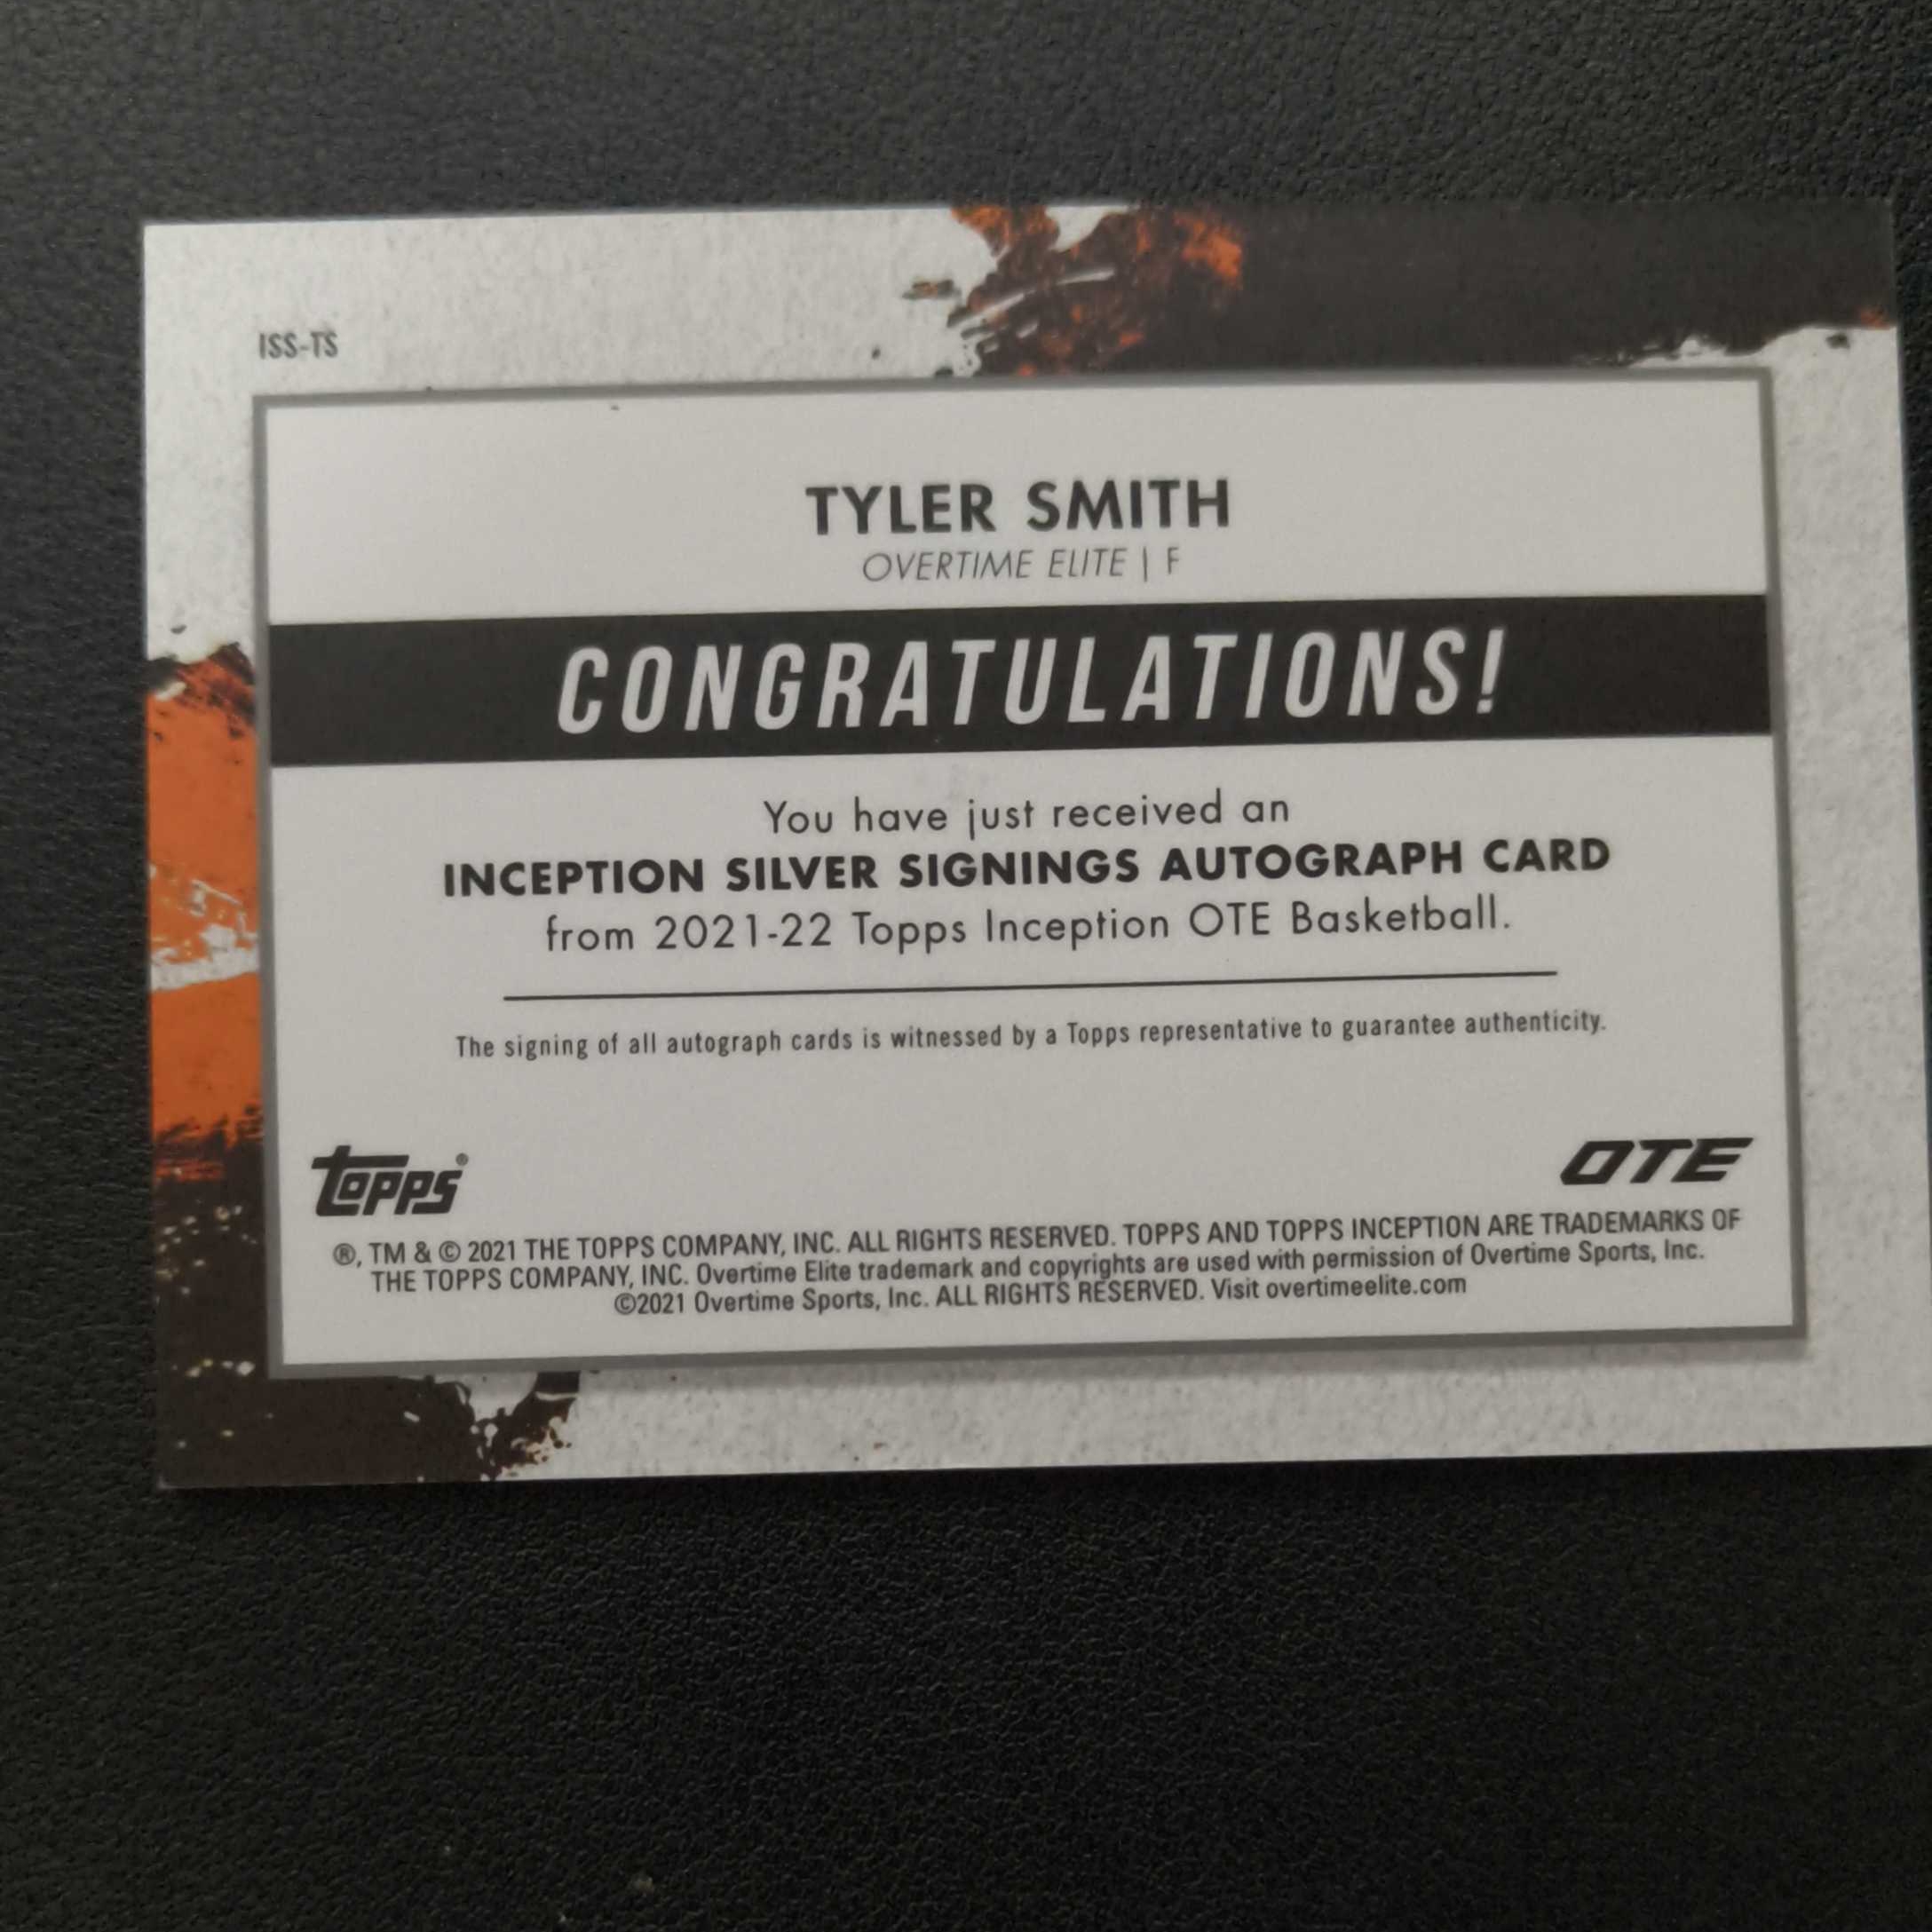 ISS-TS
TYLER SMITH
OVERTIME ELITE | F
CONGRATULATIONS!
You have just received an
INCEPTION SILVER SIGNINGS AUTOGRAPH CARD
from 2021-22 Topps Inception OTE Basketball.
The signing of all autograph cards is witnessed by a Topps representative to guarantee authenticity.
topps®
OTE
®, TM & © 2021 THE TOPPS COMPANY, INC. ALL RIGHTS RESERVED. TOPPS AND TOPPS INCEPTION ARE TRADEMARKS OF
THE TOPPS COMPANY, INC. Overtime Elite trademark and copyrights are used with permission of Overtime Sports, Inc.
©2021 Overtime Sports, Inc. ALL RIGHTS RESERVED. Visit overtimeelite.com